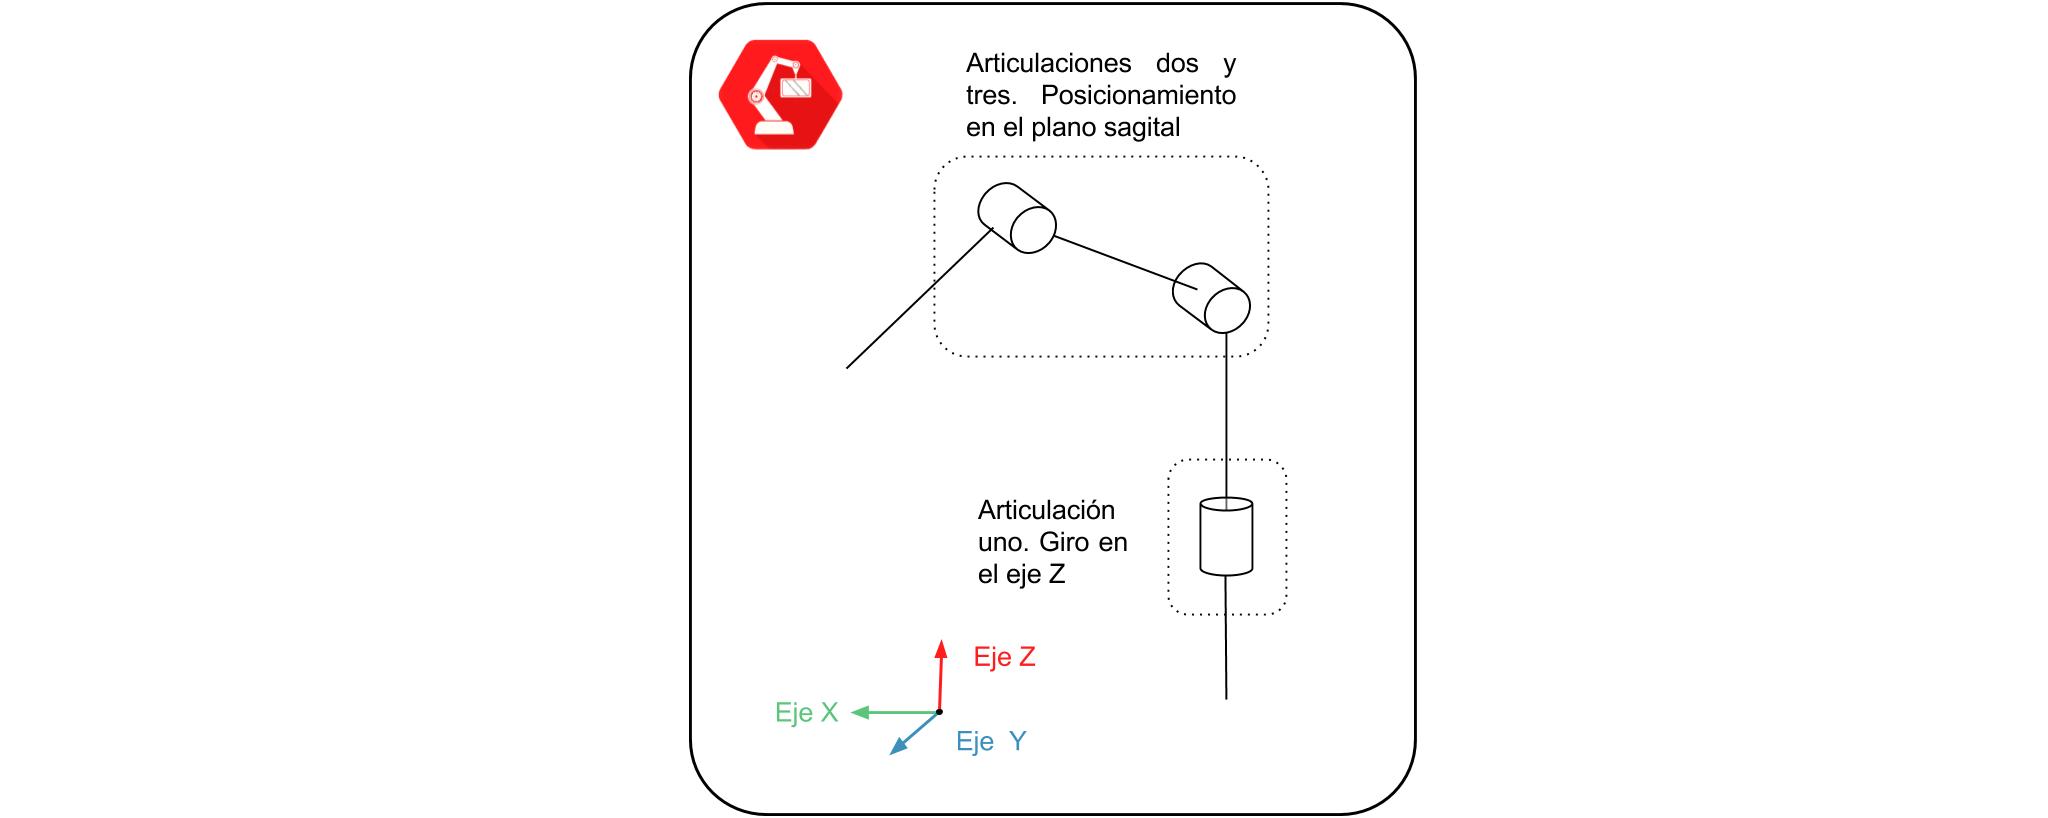 Articulaciones dos y
tres. Posicionamiento
en el plano sagital
Articulación
uno. Giro en
el eje Z
Eje Z
Eje X
Eje Y